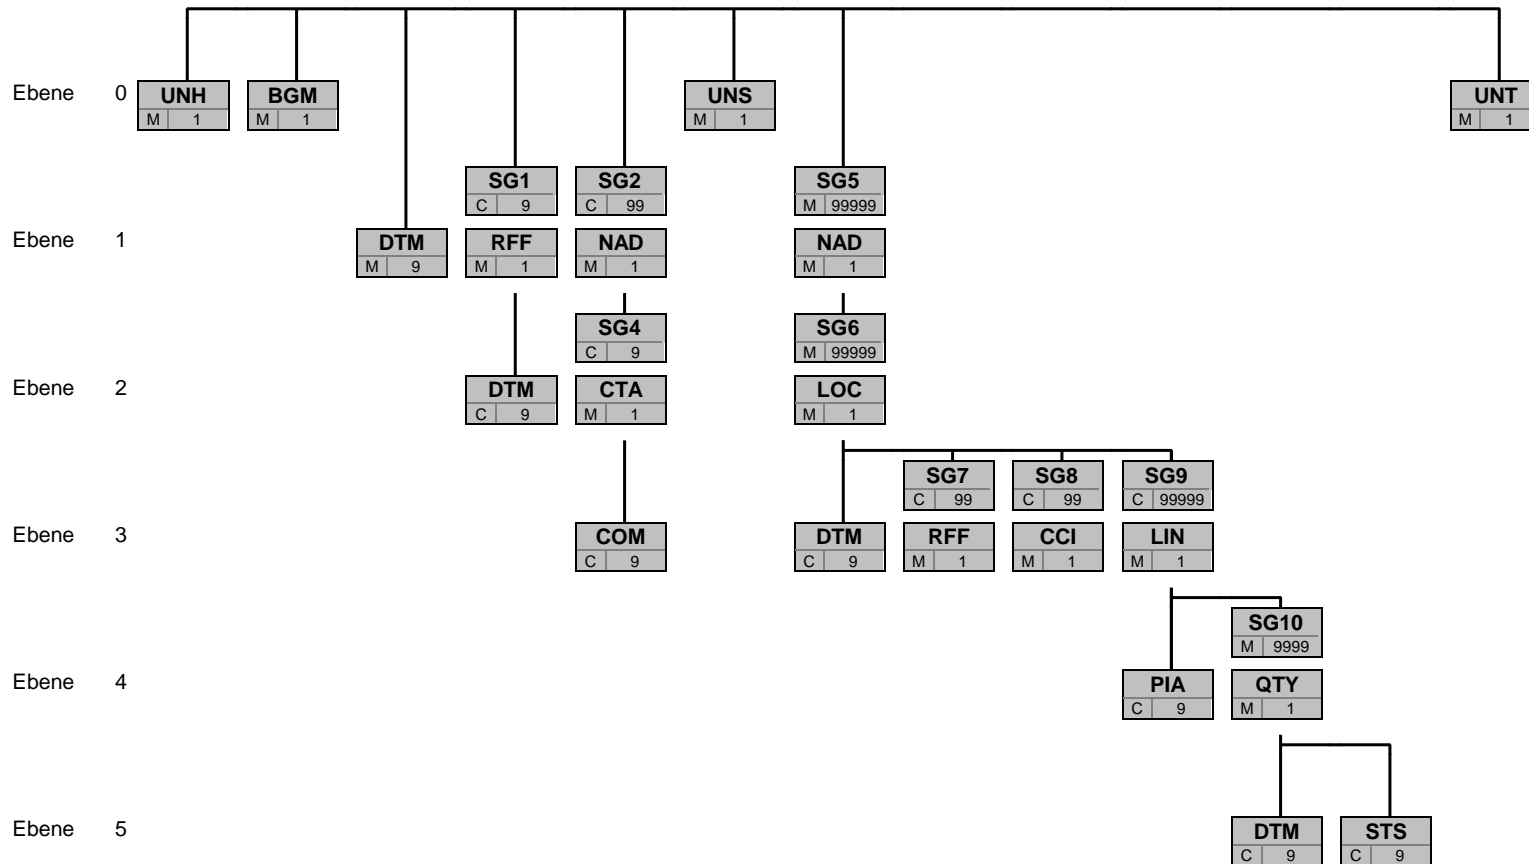 Ebene 0 UNH BGM UNS UNT
M 1 M 1 M 1 M 1
SG1 SG2 SG5
C 9 C 99 M 99999
Ebene 1 DTM RFF NAD NAD
M 9 M 1 M 1 M 1
SG4 SG6
C 9 M 99999
Ebene 2 DTM CTA LOC
C 9 M 1 M 1
SG7 SG8 SG9
C 99 C 99 C 99999
Ebene 3 COM DTM RFF CCI LIN
C 9 C 9 M 1 M 1 M 1
SG10
M 9999
Ebene 4 PIA QTY
C 9 M 1
Ebene 5 DTM STS
C 9 C 9